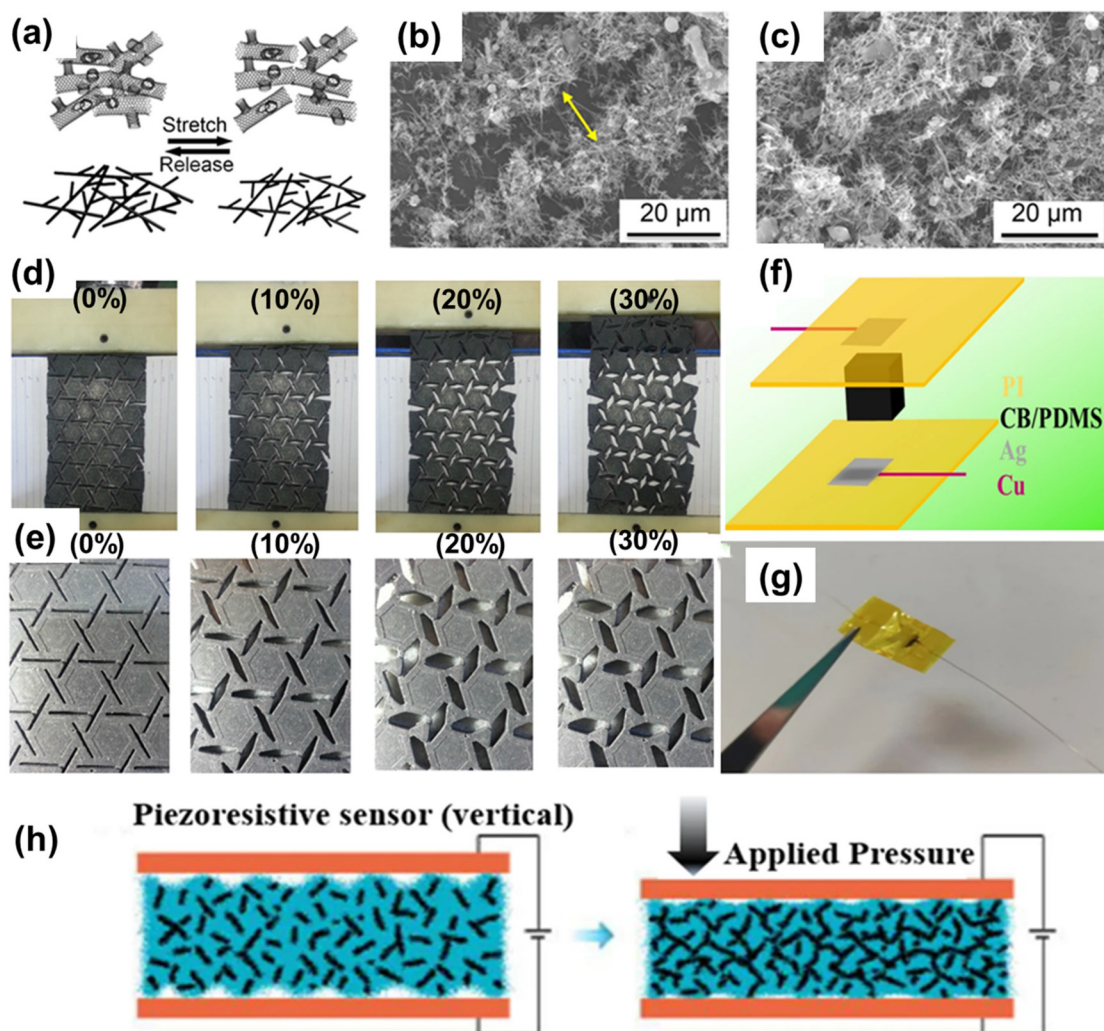 (a)
Stretch
Release
(b)
20 μm
(c)
20 μm
(d)
(0%)
(10%)
(20%)
(30%)
(e)
(0%)
(10%)
(20%)
(30%)
(f)
PI
CB/PDMS
Ag
Cu
(g)
(h)
Piezoresistive sensor (vertical)
Applied Pressure